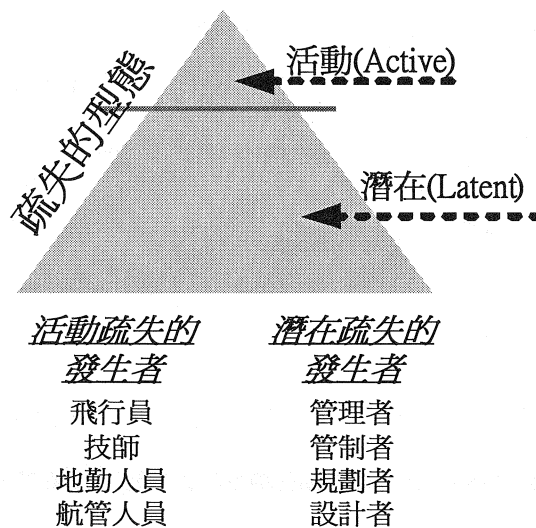 活動(Active)
疏失的型態
潛在(Latent)
活動疏失的
發生者
飛行員
技師
地勤人員
航管人員
潛在疏失的
發生者
管理者
管制者
規劃者
設計者